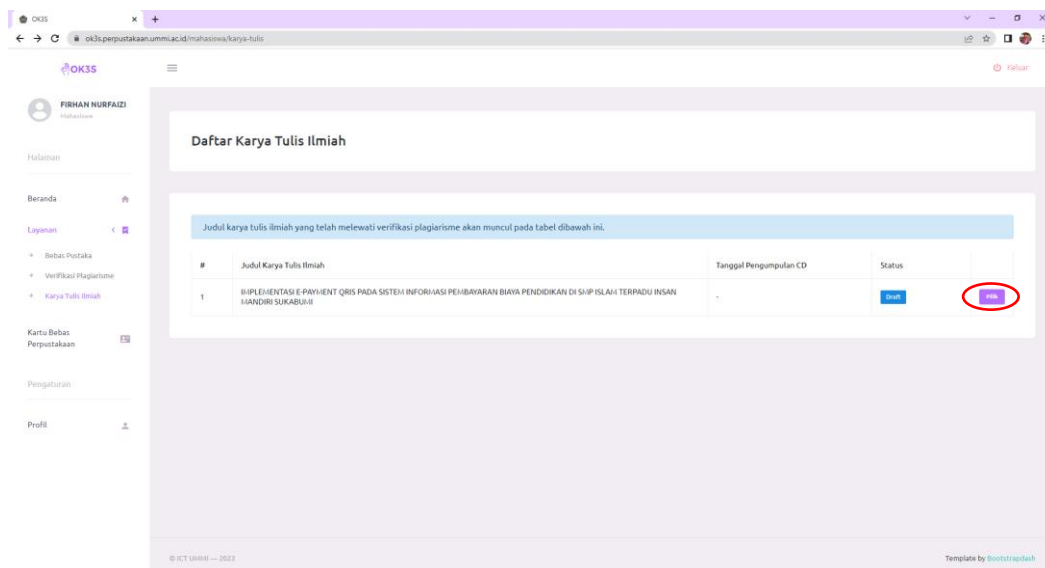 OK3S
ok3s.perpustakaan.ummi.ac.id/mahasiswa/karya-tulis
OK3S
Keluar
FIRHAN NURFAIZI
Mahasiswa
Daftar Karya Tulis Ilmiah
Halaman
Beranda
Judul karya tulis ilmiah yang telah melewati verifikasi plagiarisme akan muncul pada tabel dibawah ini.
Layanan
Bebas Pustaka
Verifikasi Plagiarisme
Karya Tulis Ilmiah
# Judul Karya Tulis Ilmiah Tanggal Pengumpulan CD Status
1 IMPLEMENTASI E-PAYMENT QRIS PADA SISTEM INFORMASI PEMBAYARAN BIAYA PENDIDIKAN DI SMP ISLAM TERPADU INSAN
MANDIRI SUKABUMI - Draft Pilih
Kartu Bebas
Perpustakaan
Pengaturan
Profil
© ICT UMMI — 2023
Template by Bootstrapdash